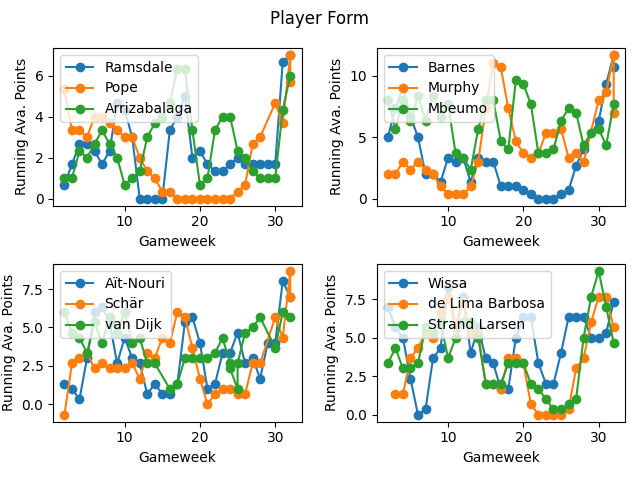 Player Form
Running Ava. Points
6
4
2
0
10
20
30
Gameweek
Ramsdale
Pope
Arrizabalaga
Running Ava. Points
10
5
0
10
20
30
Gameweek
Barnes
Murphy
Mbeumo
Running Ava. Points
7.5
5.0
2.5
0.0
10
20
30
Gameweek
Aït-Nouri
Schär
van Dijk
Running Ava. Points
7.5
5.0
2.5
0.0
10
20
30
Gameweek
Wissa
de Lima Barbosa
Strand Larsen